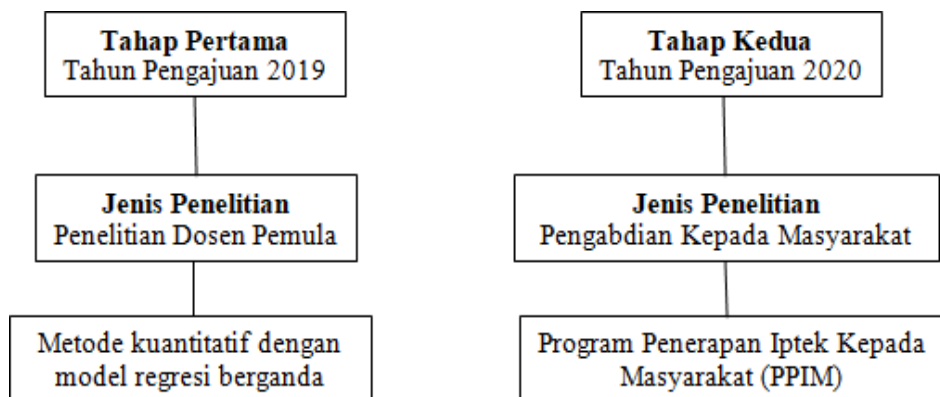 Tahap Pertama
Tahun Pengajuan 2019
Jenis Penelitian
Penelitian Dosen Pemula
Metode kuantitatif dengan
model regresi berganda
Tahap Kedua
Tahun Pengajuan 2020
Jenis Penelitian
Pengabdian Kepada Masyarakat
Program Penerapan Iptek Kepada
Masyarakat (PPIM)